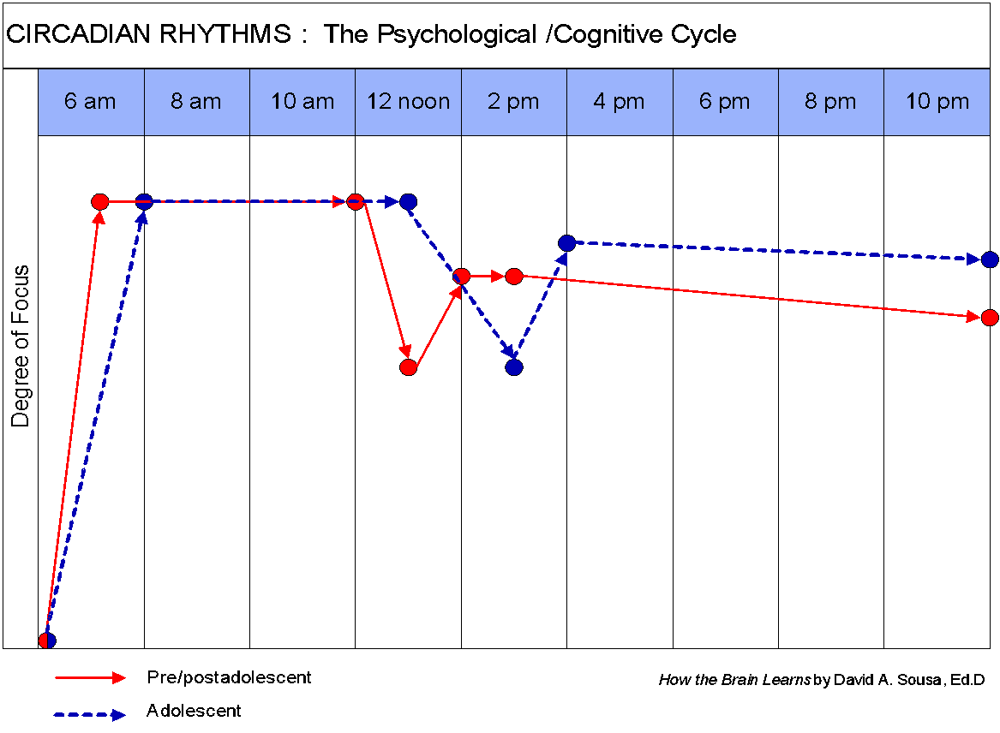 CIRCADIAN RHYTHMS : The Psychological /Cognitive Cycle
6 am 8 am 10 am 12 noon 2 pm 4 pm 6 pm 8 pm 10 pm
Degree of Focus
Pre/postadolescent
How the Brain Learns by David A. Sousa, Ed.D
Adolescent